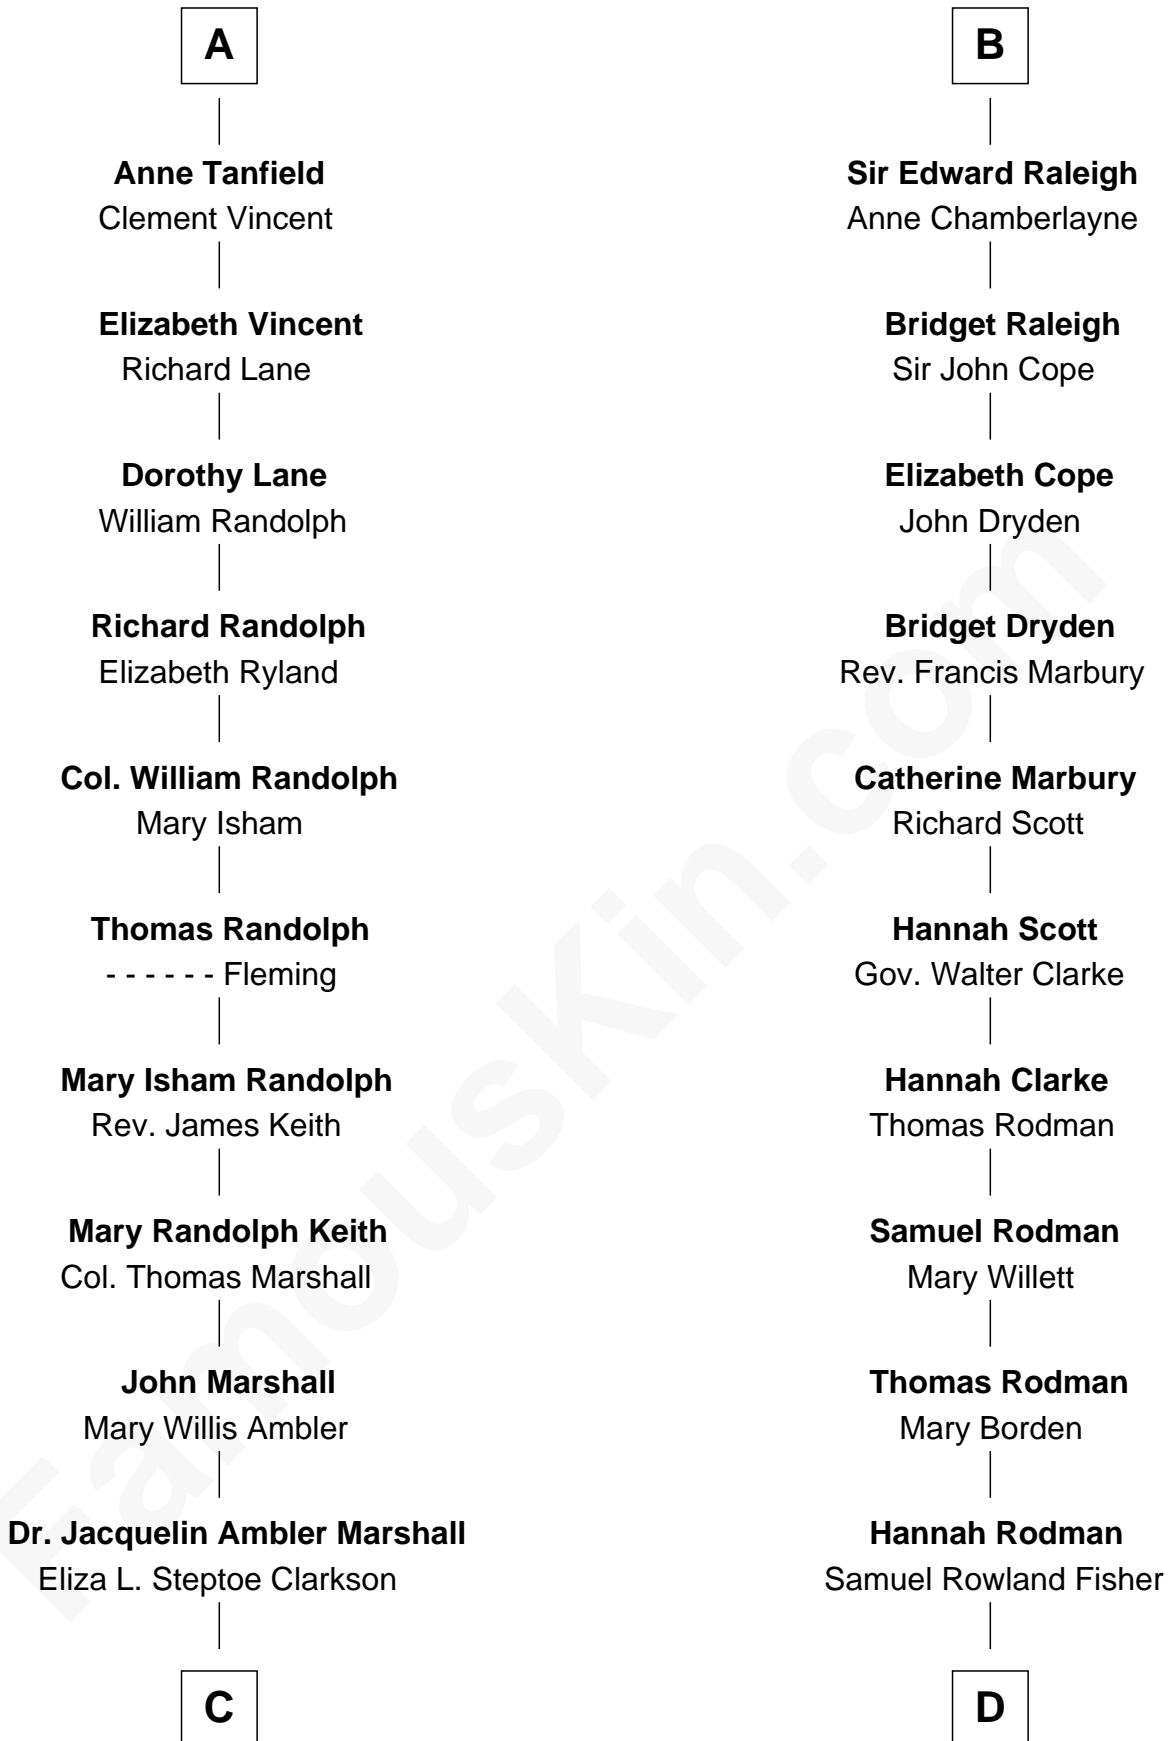 A
Anne Tanfield
Clement Vincent
Elizabeth Vincent
Richard Lane
Dorothy Lane
William Randolph
Richard Randolph
Elizabeth Ryland
Col. William Randolph
Mary Isham
Thomas Randolph
- - - - - - Fleming
Mary Isham Randolph
Rev. James Keith
Mary Randolph Keith
Col. Thomas Marshall
John Marshall
Mary Willis Ambler
Dr. Jacquelin Ambler Marshall
Eliza L. Steptoe Clarkson
C
B
Sir Edward Raleigh
Anne Chamberlayne
Bridget Raleigh
Sir John Cope
Elizabeth Cope
John Dryden
Bridget Dryden
Rev. Francis Marbury
Catherine Marbury
Richard Scott
Hannah Scott
Gov. Walter Clarke
Hannah Clarke
Thomas Rodman
Samuel Rodman
Mary Willett
Thomas Rodman
Mary Borden
Hannah Rodman
Samuel Rowland Fisher
D
FamousKin.com